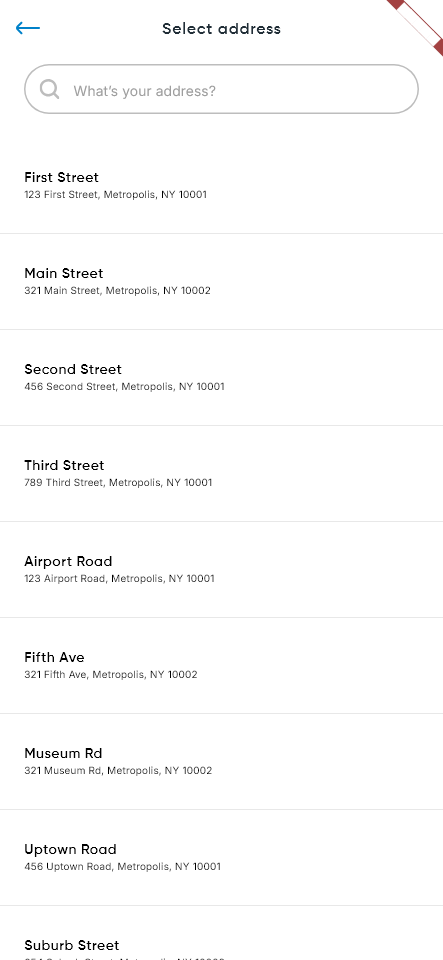 Select address
What's your address?
First Street
123 First Street, Metropolis, NY 10001
Main Street
321 Main Street, Metropolis, NY 10002
Second Street
456 Second Street, Metropolis, NY 10001
Third Street
789 Third Street, Metropolis, NY 10001
Airport Road
123 Airport Road, Metropolis, NY 10001
Fifth Ave
321 Fifth Ave, Metropolis, NY 10002
Museum Rd
321 Museum Rd, Metropolis, NY 10002
Uptown Road
456 Uptown Road, Metropolis, NY 10001
Suburb Street